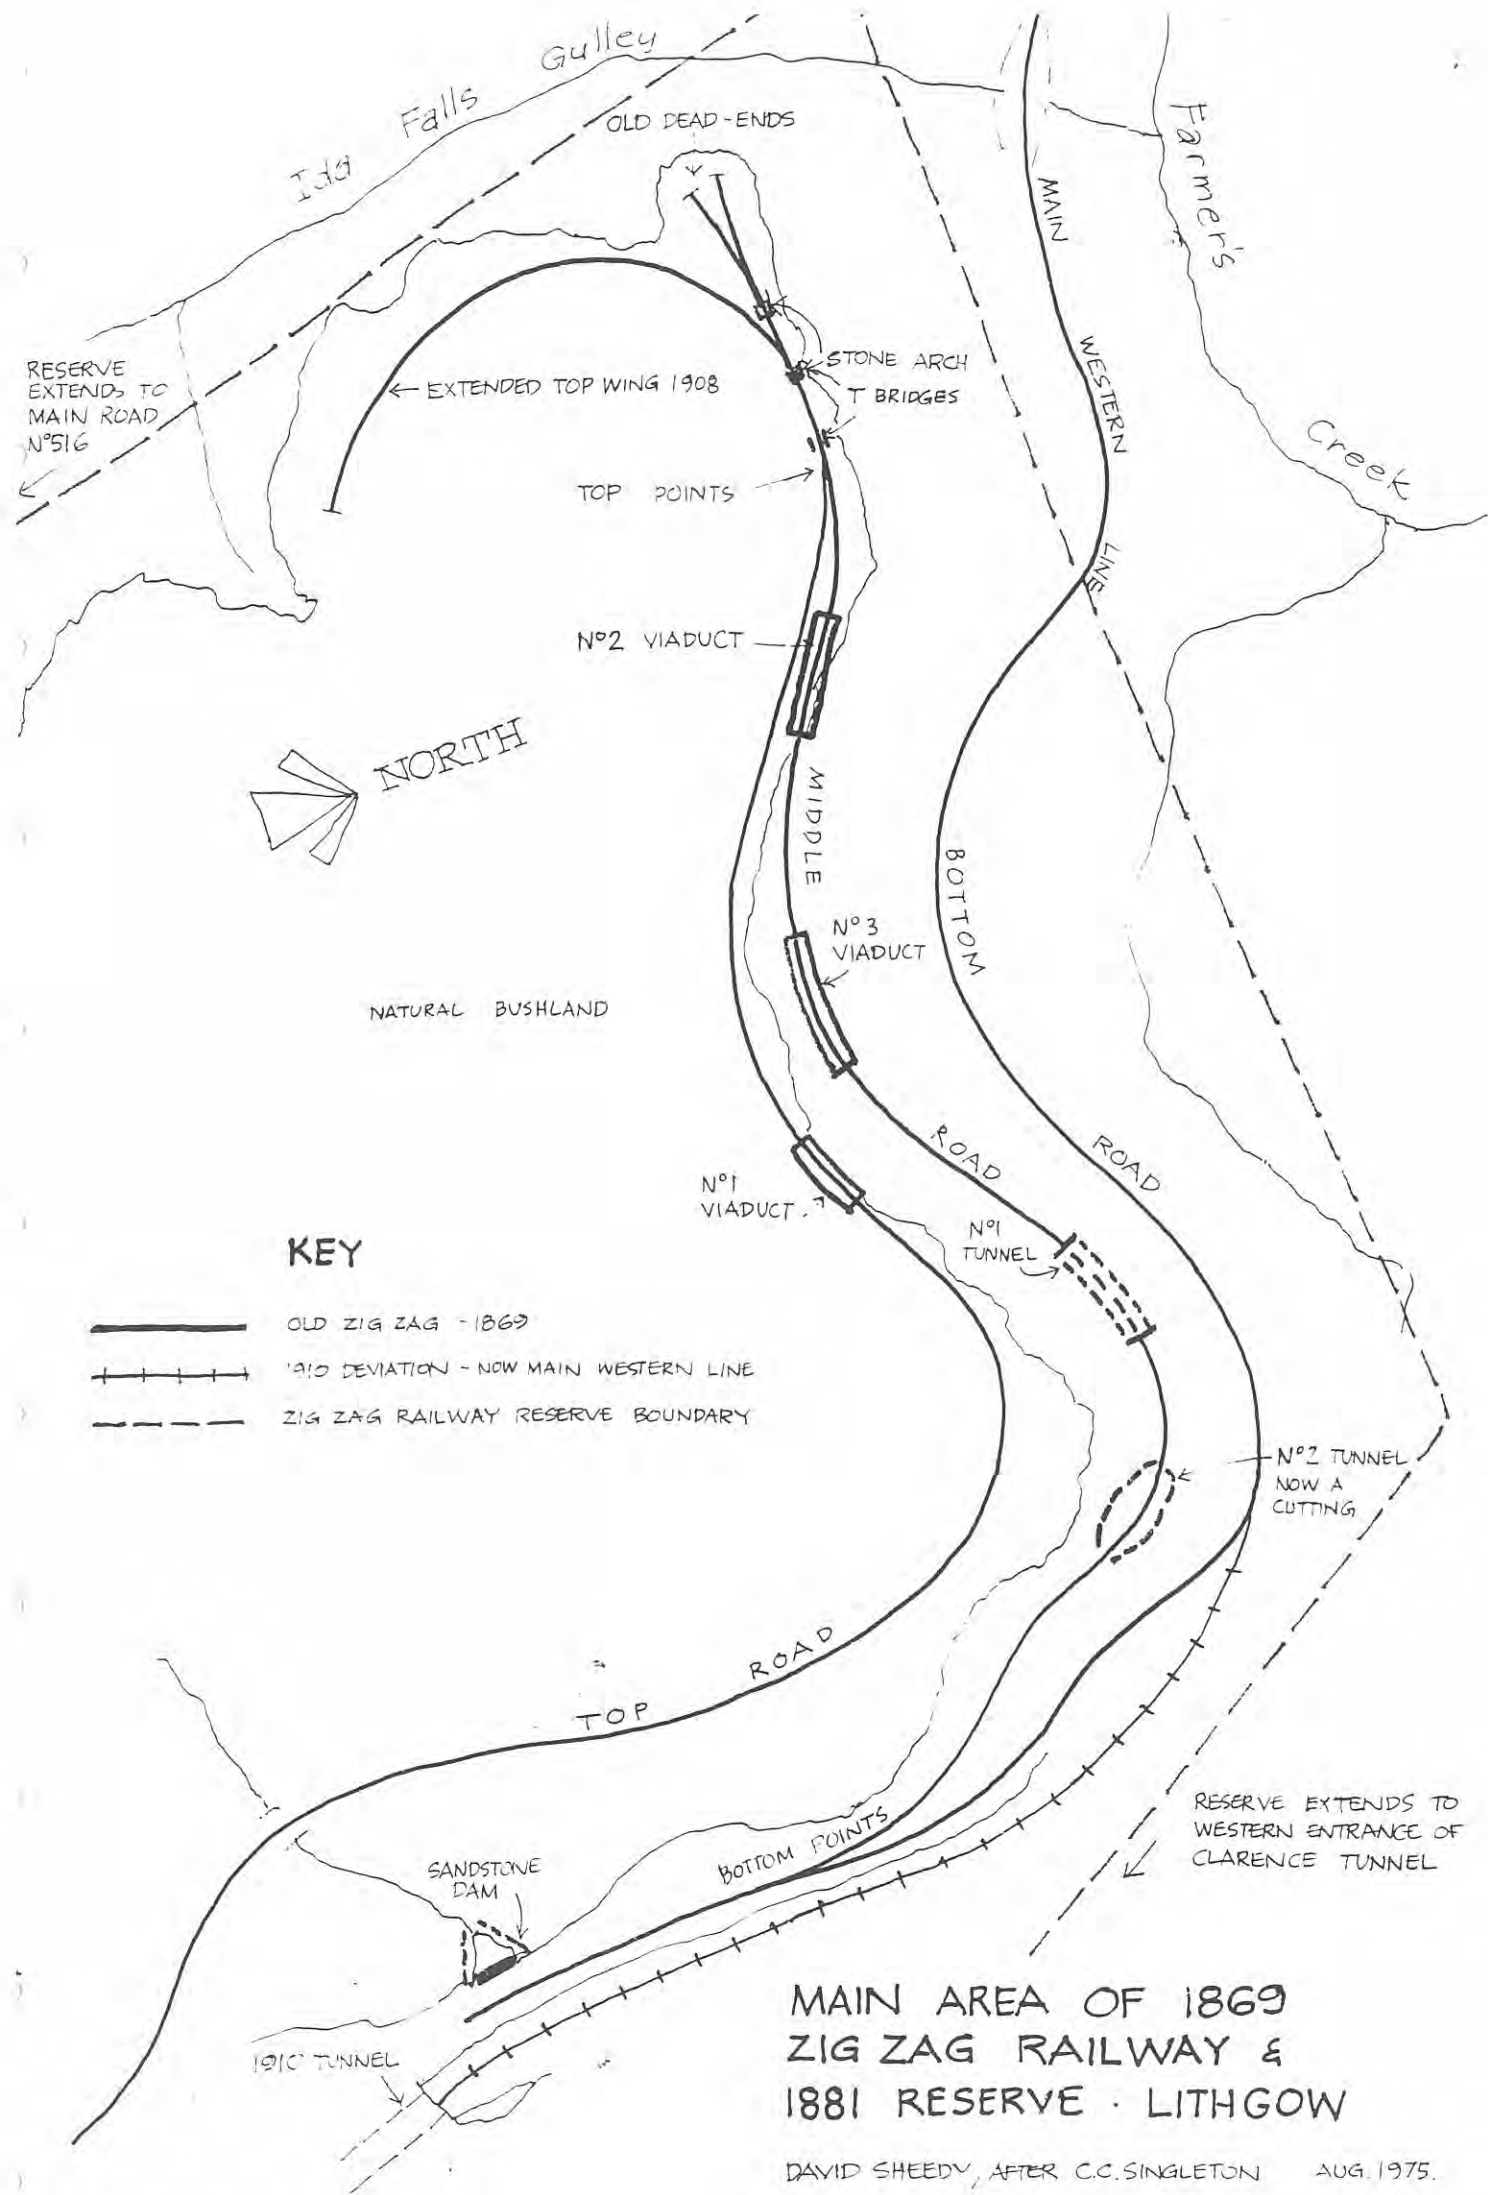 Ida Falls Gulley
OLD DEAD-ENDS
Farmer's
Creek
MAIN
WESTERN
LINE
RESERVE
EXTENDS TO
MAIN ROAD
Nº516
EXTENDED TOP WING 1908
STONE ARCH
T BRIDGES
TOP POINTS
Nº2 VIADUCT
NORTH
MIDDLE
BOTTOM
Nº3
VIADUCT
NATURAL BUSHLAND
ROAD
ROAD
Nº1
VIADUCT.
Nº1
TUNNEL
KEY
OLD ZIG ZAG - 1869
1910 DEVIATION - NOW MAIN WESTERN LINE
ZIG ZAG RAILWAY RESERVE BOUNDARY
Nº2 TUNNEL
NOW A
CUTTING
TOP ROAD
BOTTOM POINTS
SANDSTONE
DAM
RESERVE EXTENDS TO
WESTERN ENTRANCE OF
CLARENCE TUNNEL
1910 TUNNEL
MAIN AREA OF 1869
ZIG ZAG RAILWAY &
1881 RESERVE · LITHGOW
DAVID SHEEDY, AFTER C.C. SINGLETON AUG. 1975.